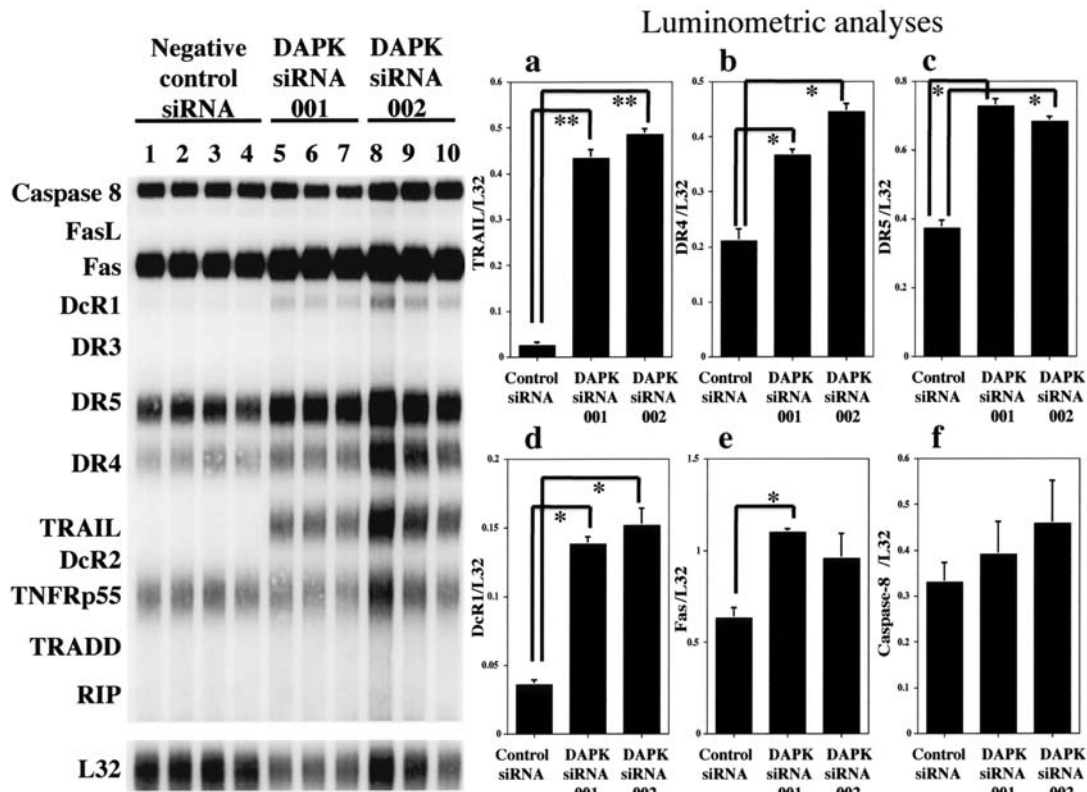 Luminometric analyses
Negative
control
siRNA
DAPK
siRNA
001
DAPK
siRNA
002
1 2 3 4 5 6 7 8 9 10
Caspase 8
FasL
Fas
DcR1
DR3
DR5
DR4
TRAIL
DcR2
TNFRp55
TRADD
RIP
L32
a
TRAIL/L32
0.6
0.5
0.4
0.3
0.2
0.1
0
**
**
Control
siRNA
DAPK
siRNA
001
DAPK
siRNA
002
b
DR4/L32
0.5
0.4
0.3
0.2
0.1
0
*
*
Control
siRNA
DAPK
siRNA
001
DAPK
siRNA
002
c
DR5/L32
0.8
0.6
0.4
0.2
0
*
*
Control
siRNA
DAPK
siRNA
001
DAPK
siRNA
002
d
DcR1/L32
0.2
0.15
0.1
0.05
0
*
*
Control
siRNA
DAPK
siRNA
001
DAPK
siRNA
002
e
Fas/L32
1.5
1
0.5
0
*
Control
siRNA
DAPK
siRNA
001
DAPK
siRNA
002
f
Caspase-8 /L32
0.6
0.5
0.4
0.3
0.2
0.1
0
Control
siRNA
DAPK
siRNA
001
DAPK
siRNA
002